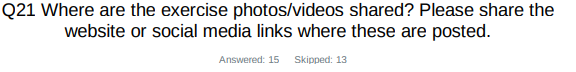 Q21 Where are the exercise photos/videos shared? Please share the
website or social media links where these are posted.
Answered: 15 Skipped: 13